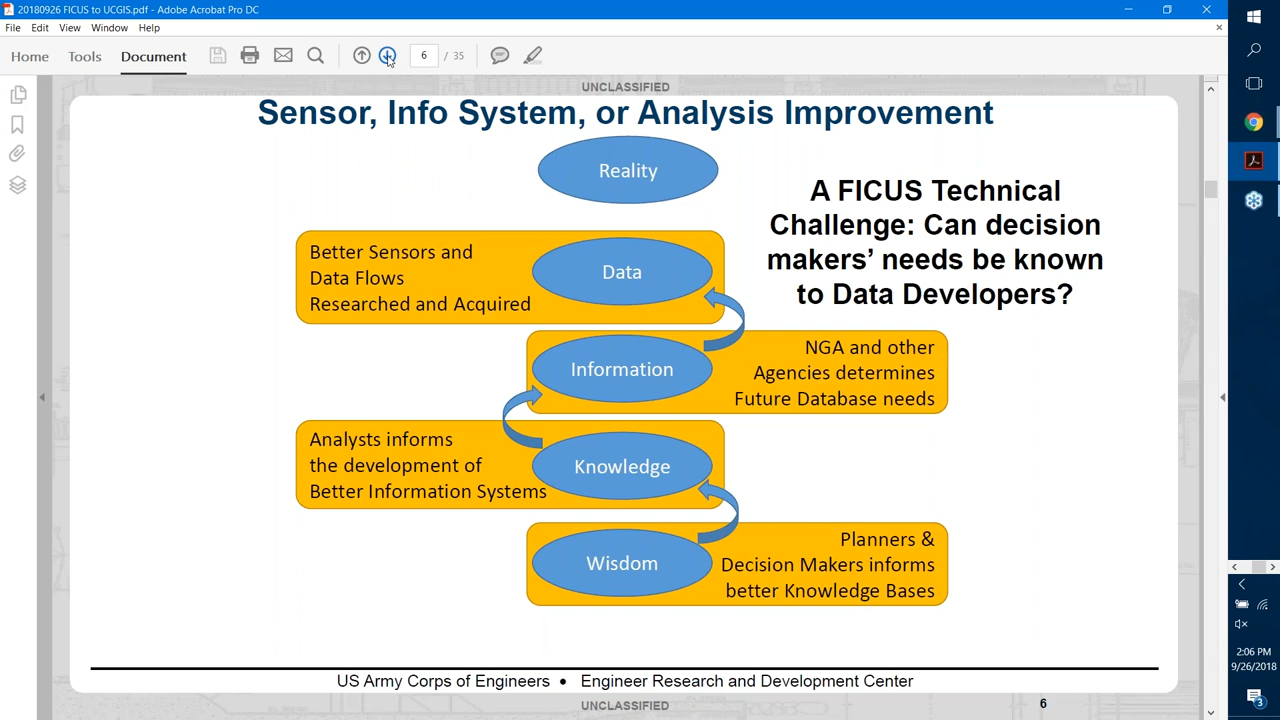 20180926 FICUS to UCGIS.pdf - Adobe Acrobat Pro DC
File Edit View Window Help
Home Tools Document 6 / 35
UNCLASSIFIED
Sensor, Info System, or Analysis Improvement
Reality
A FICUS Technical
Challenge: Can decision
makers’ needs be known
to Data Developers?
Better Sensors and
Data Flows
Researched and Acquired
Data
Information
NGA and other
Agencies determines
Future Database needs
Analysts informs
the development of
Better Information Systems
Knowledge
Wisdom
Planners &
Decision Makers informs
better Knowledge Bases
US Army Corps of Engineers • Engineer Research and Development Center
UNCLASSIFIED
6
2:06 PM
9/26/2018
3